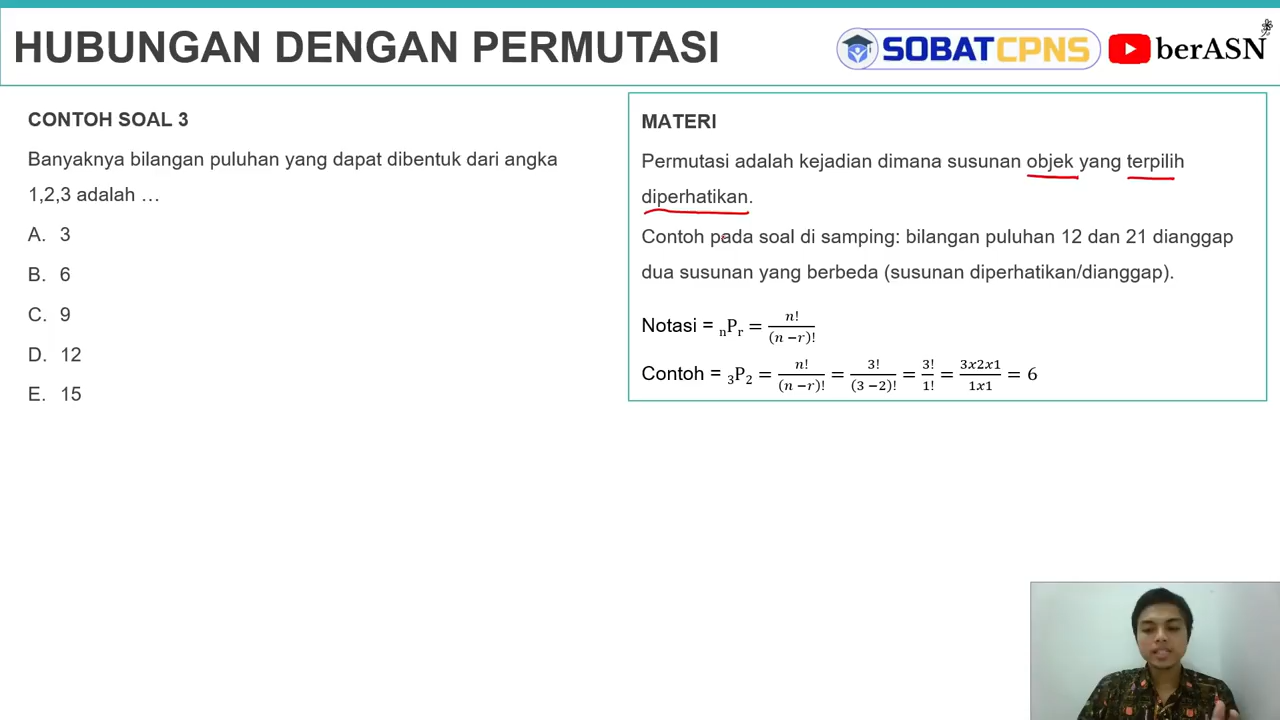 HUBUNGAN DENGAN PERMUTASI
SOBATCPNS
berASN
CONTOH SOAL 3
Banyaknya bilangan puluhan yang dapat dibentuk dari angka
1,2,3 adalah …
A. 3
B. 6
C. 9
D. 12
E. 15
MATERI
Permutasi adalah kejadian dimana susunan objek yang terpilih
diperhatikan.
Contoh pada soal di samping: bilangan puluhan 12 dan 21 dianggap
dua susunan yang berbeda (susunan diperhatikan/dianggap).
Notasi = ₙPᵣ = n!/(n −r)!
Contoh = ₃P₂ = n!/(n −r)! = 3!/(3 −2)! = 3!/1! = 3x2x1/1x1 = 6